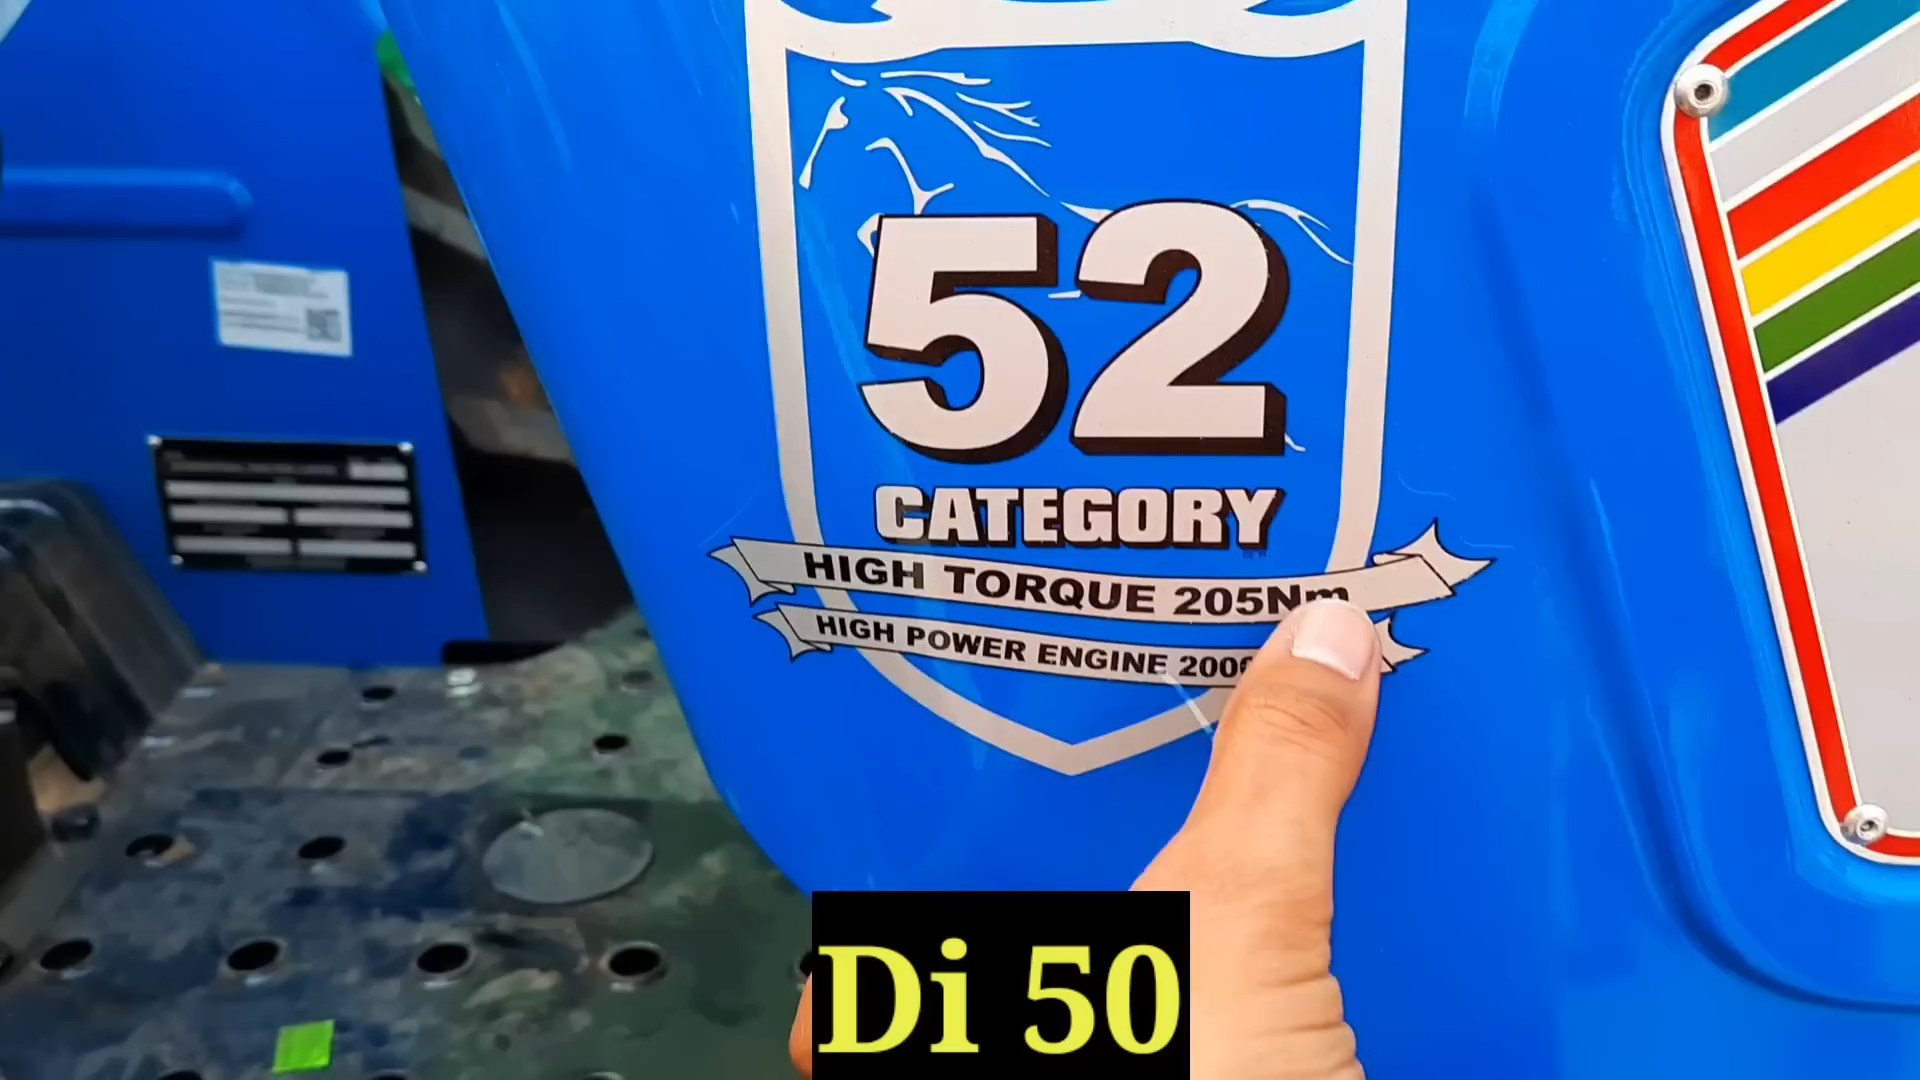 52
CATEGORY
HIGH TORQUE 205Nm
HIGH POWER ENGINE
Di 50